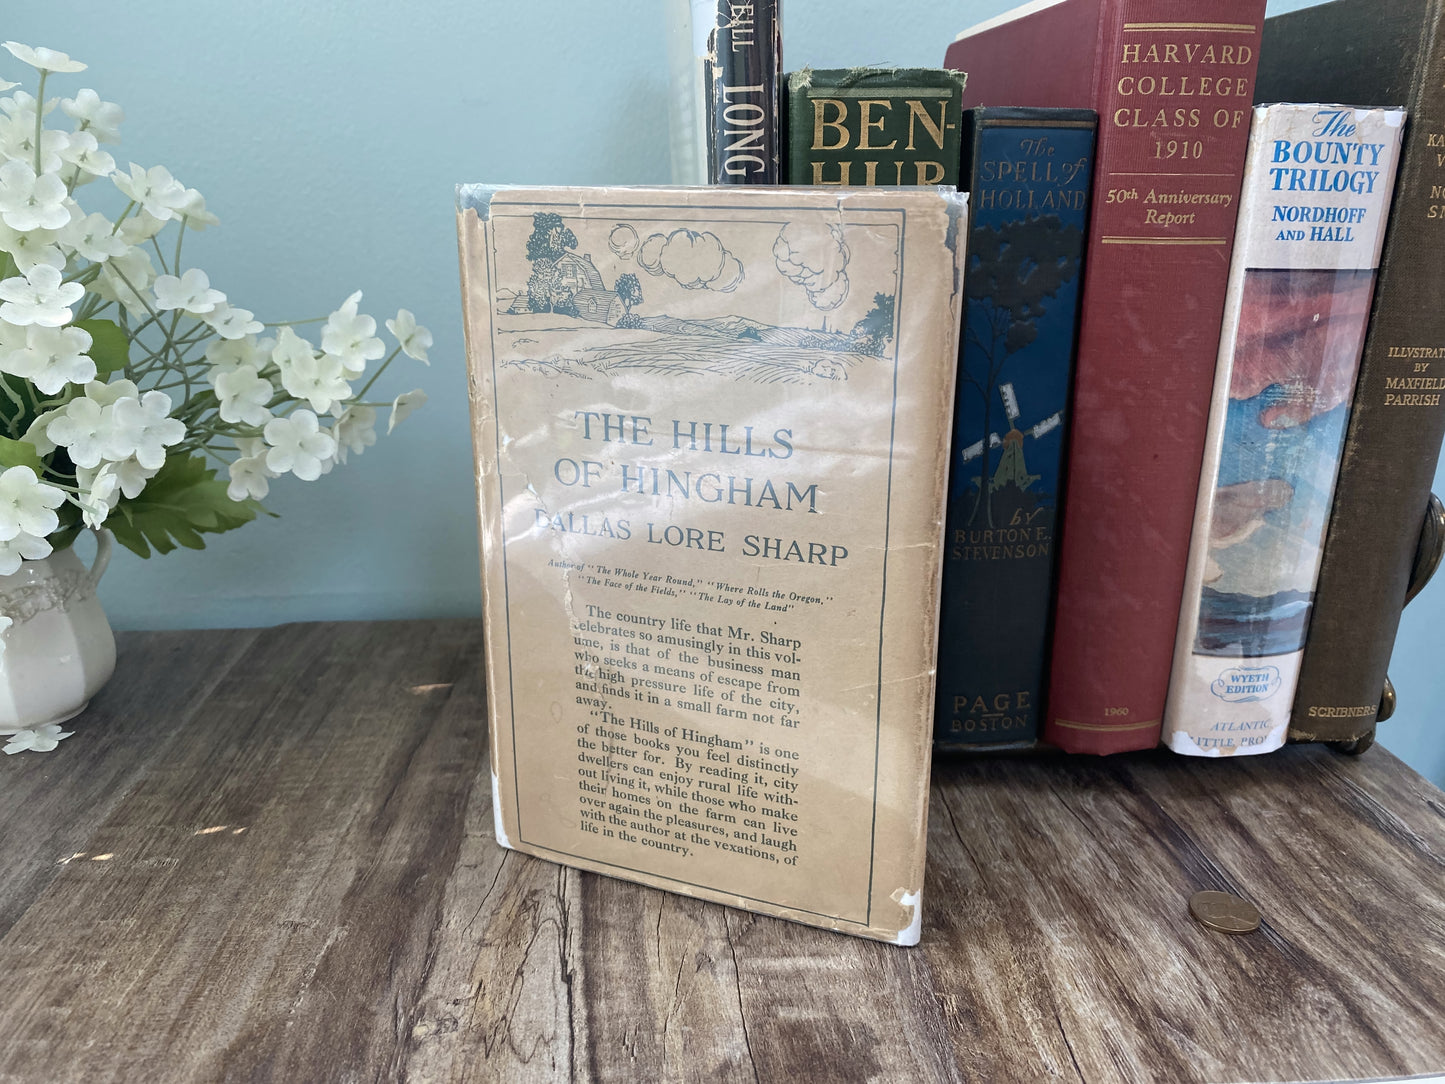 THE HILLS
OF HINGHAM
DALLAS LORE SHARP
Author of "The Whole Year Round," "Where Rolls the Oregon,"
"The Face of the Fields," "The Lay of the Land"
The country life that Mr. Sharp
celebrates so amusingly in this vol-
ume, is that of the business man
who seeks a means of escape from
the high pressure life of the city,
and finds it in a small farm not far
away.
"The Hills of Hingham" is one
of those books you feel distinctly
the better for. By reading it, city
dwellers can enjoy rural life with-
out living it, while those who make
their homes on the farm can live
over again the pleasures, and laugh
with the author at the vexations, of
life in the country.
LONG
BEN-
HUR
The
SPELL of
HOLLAND
by
BURTON E.
STEVENSON
PAGE
BOSTON
HARVARD
COLLEGE
CLASS OF
1910
50th Anniversary
Report
1960
The
BOUNTY
TRILOGY
NORDHOFF
AND HALL
WYETH
EDITION
ATLANTIC
LITTLE, BRO
ILLVSTRAT
BY
MAXFIELD
PARRISH
SCRIBNERS